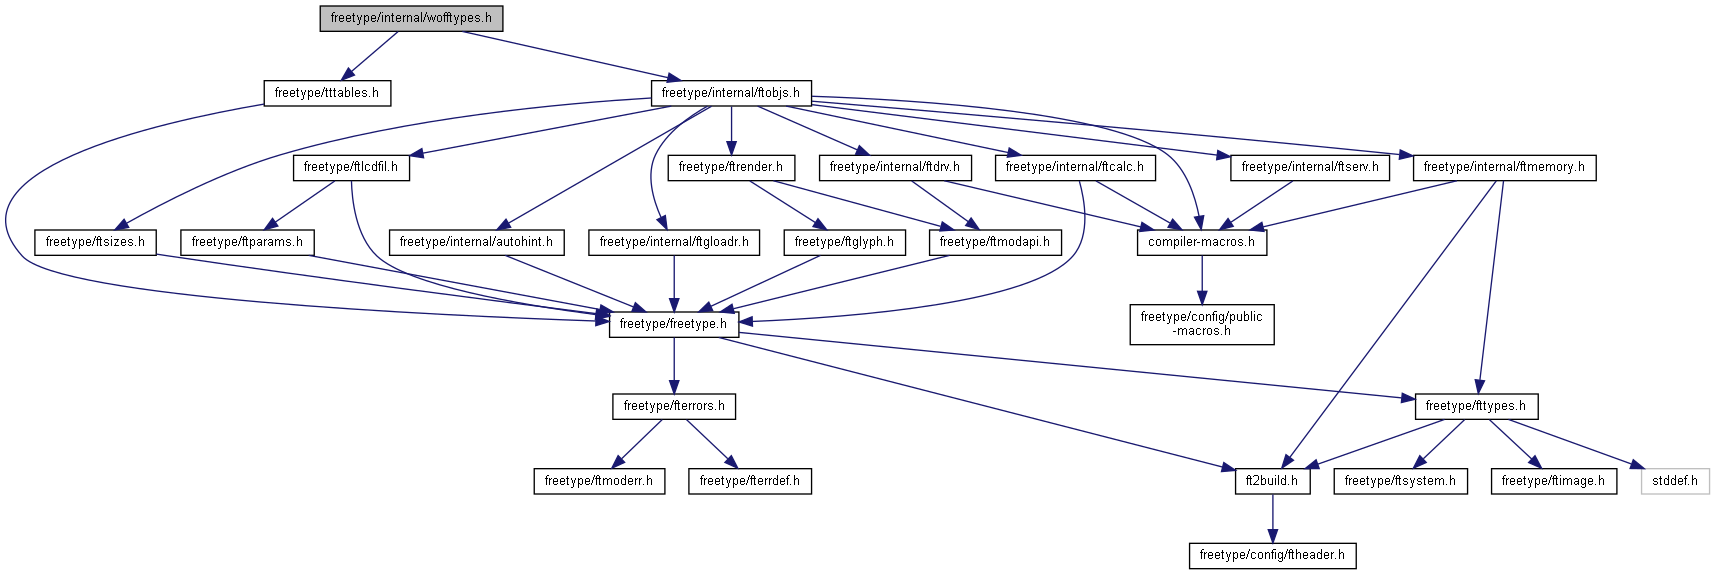 freetype/internal/wofftypes.h
freetype/tttables.h
freetype/internal/ftobjs.h
freetype/ftlcdfil.h
freetype/ftrender.h
freetype/internal/ftdrv.h
freetype/internal/ftcalc.h
freetype/internal/ftserv.h
freetype/internal/ftmemory.h
freetype/ftsizes.h
freetype/ftparams.h
freetype/internal/autohint.h
freetype/internal/ftgloadr.h
freetype/ftglyph.h
freetype/ftmodapi.h
compiler-macros.h
freetype/freetype.h
freetype/config/public
-macros.h
freetype/fterrors.h
freetype/fttypes.h
freetype/ftmoderr.h
freetype/fterrdef.h
ft2build.h
freetype/ftsystem.h
freetype/ftimage.h
stddef.h
freetype/config/ftheader.h